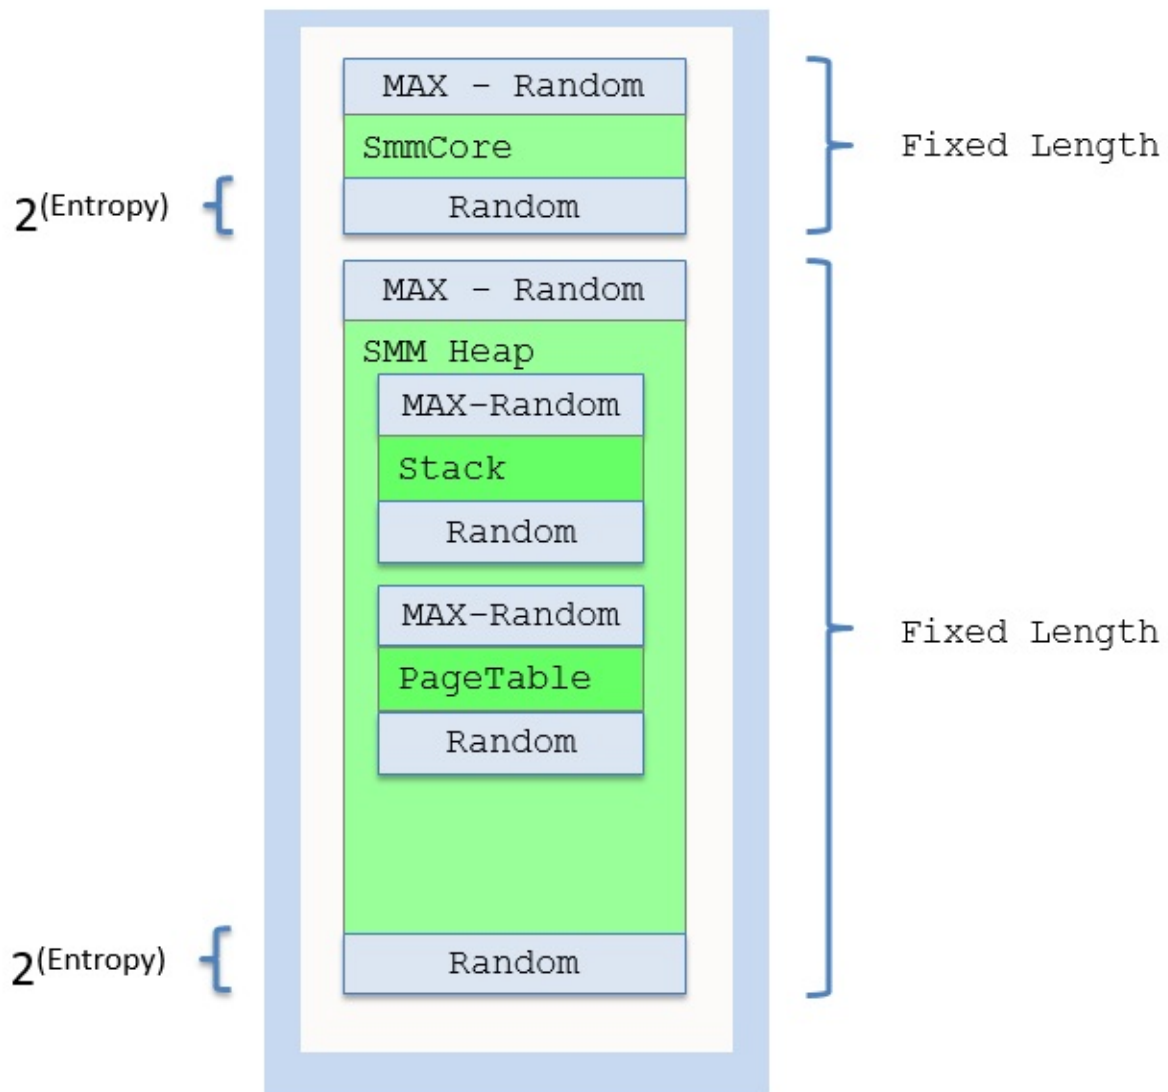 MAX - Random
SmmCore
Fixed Length
2(Entropy)
Random
MAX - Random
SMM Heap
MAX-Random
Stack
Random
MAX-Random
Fixed Length
PageTable
Random
2(Entropy)
Random